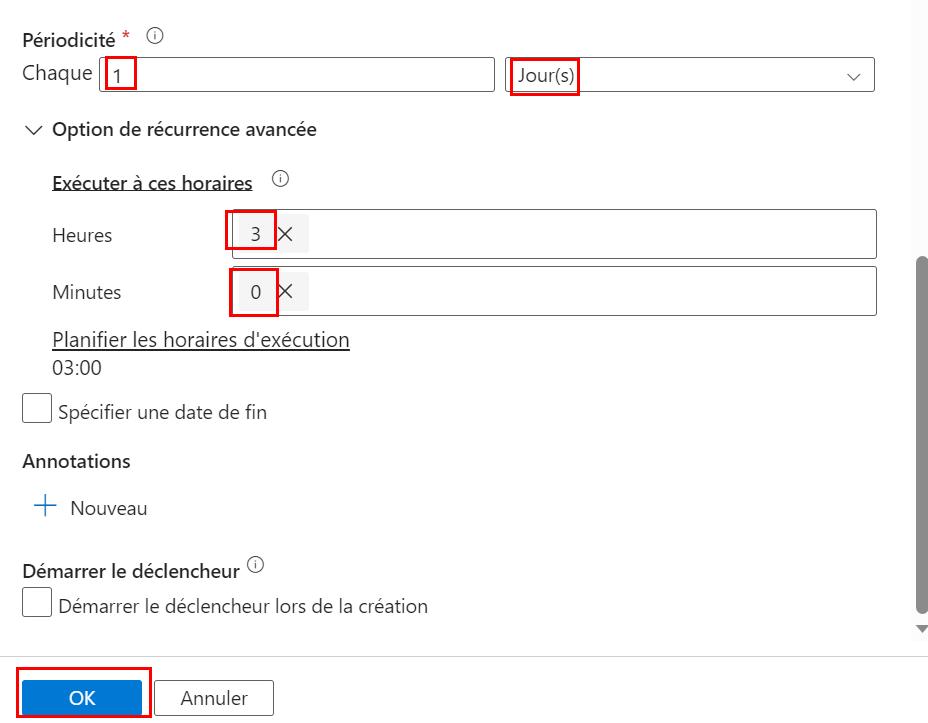 Périodicité *
Chaque 1 Jour(s)
Option de récurrence avancée
Exécuter à ces horaires
Heures 3
Minutes 0
Planifier les horaires d'exécution
03:00
Spécifier une date de fin
Annotations
Nouveau
Démarrer le déclencheur
Démarrer le déclencheur lors de la création
OK Annuler